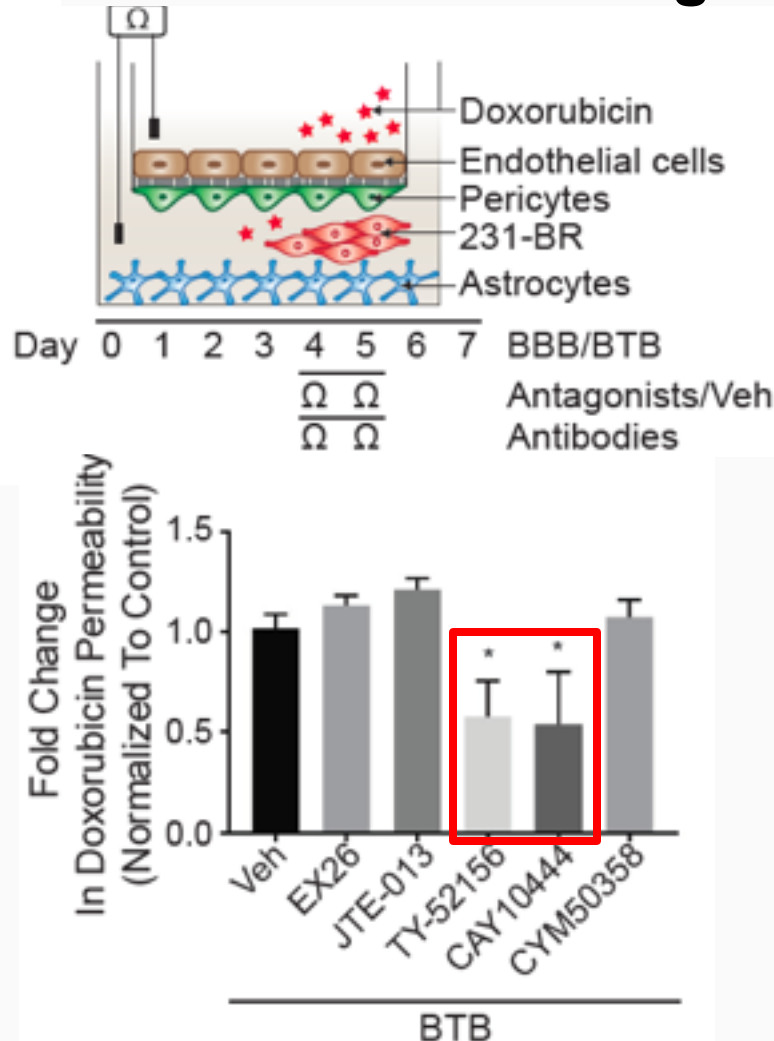 Ω
Doxorubicin
Endothelial cells
Pericytes
231-BR
Astrocytes
Day 0 1 2 3 4 5 6 7 BBB/BTB
Ω Ω Antagonists/Veh
Ω Ω Antibodies
Fold Change
In Doxorubicin Permeability
(Normalized To Control)
1.5
1.0
0.5
0.0
* *
Veh
EX26
JTE-013
TY-52156
CAY10444
CYM50358
BTB